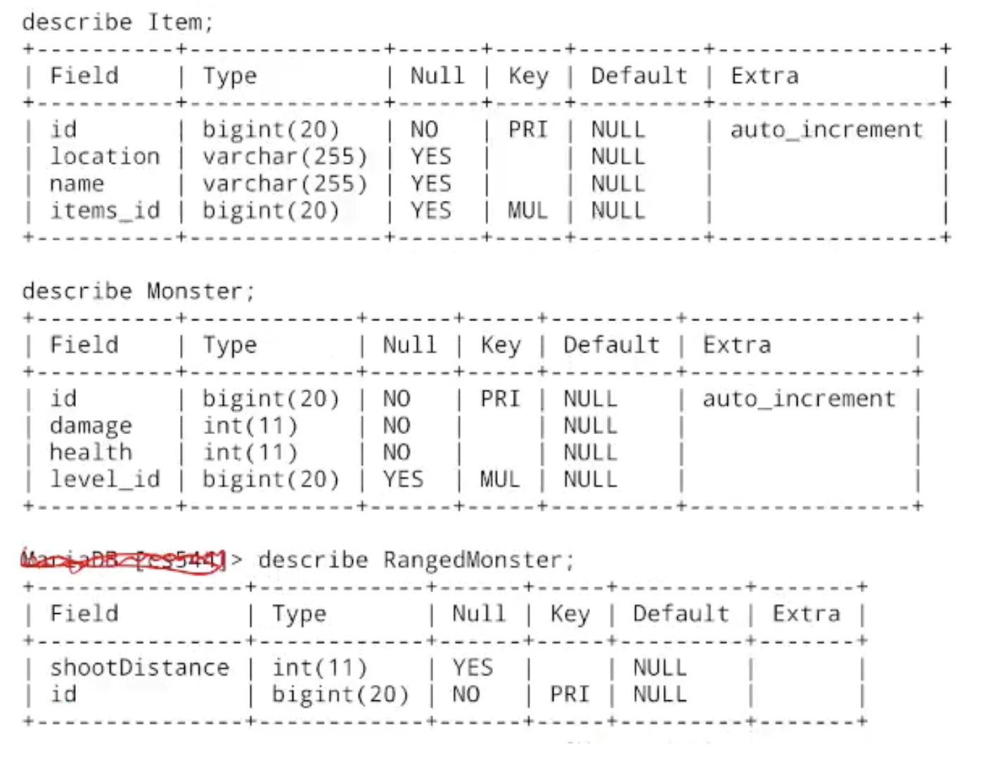 describe Item;
+----------+--------------+------+-----+---------+----------------+
| Field    | Type         | Null | Key | Default | Extra          |
+----------+--------------+------+-----+---------+----------------+
| id       | bigint(20)   | NO   | PRI | NULL    | auto_increment |
| location | varchar(255) | YES  |     | NULL    |                |
| name     | varchar(255) | YES  |     | NULL    |                |
| items_id | bigint(20)   | YES  | MUL | NULL    |                |
+----------+--------------+------+-----+---------+----------------+
describe Monster;
+----------+------------+------+-----+---------+----------------+
| Field    | Type       | Null | Key | Default | Extra          |
+----------+------------+------+-----+---------+----------------+
| id       | bigint(20) | NO   | PRI | NULL    | auto_increment |
| damage   | int(11)    | NO   |     | NULL    |                |
| health   | int(11)    | NO   |     | NULL    |                |
| level_id | bigint(20) | YES  | MUL | NULL    |                |
+----------+------------+------+-----+---------+----------------+
MariaDB [cs544]> describe RangedMonster;
+---------------+------------+------+-----+---------+-------+
| Field         | Type       | Null | Key | Default | Extra |
+---------------+------------+------+-----+---------+-------+
| shootDistance | int(11)    | YES  |     | NULL    |       |
| id            | bigint(20) | NO   | PRI | NULL    |       |
+---------------+------------+------+-----+---------+-------+